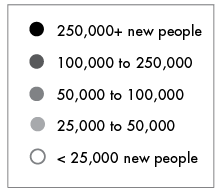 250,000+ new people
100,000 to 250,000
50,000 to 100,000
25,000 to 50,000
< 25,000 new people